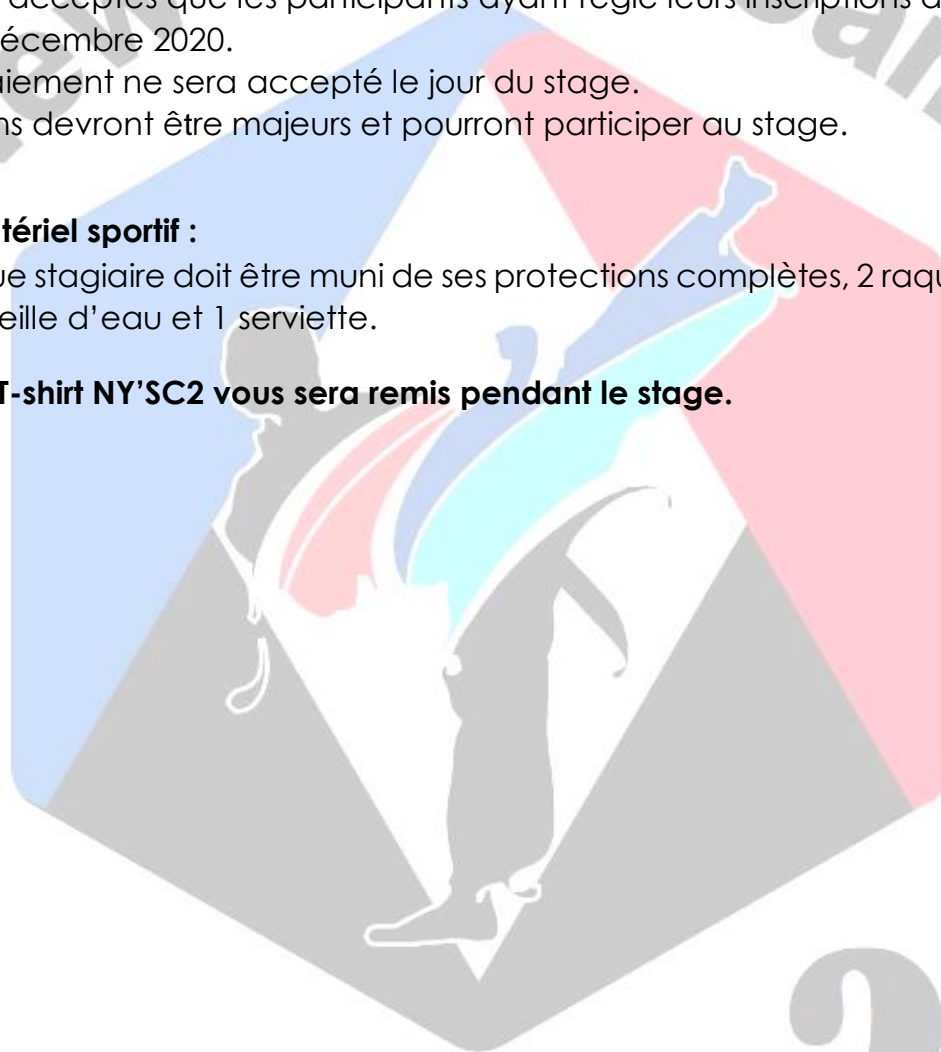 acceptés que les participants ayant réglé leurs inscriptions
écembre 2020.
aiement ne sera accepté le jour du stage.
ns devront être majeurs et pourront participer au stage.
tériel sportif :
ue stagiaire doit être muni de ses protections complètes, 2 raqu
eille d’eau et 1 serviette.
T-shirt NY’SC2 vous sera remis pendant le stage.